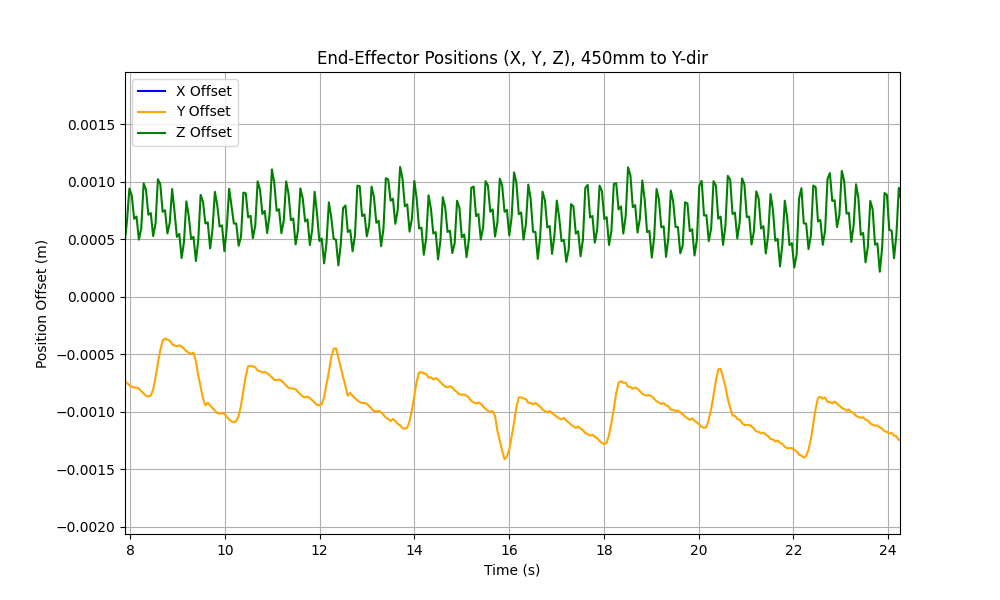 End-Effector Positions (X, Y, Z), 450mm to Y-dir
X Offset
Y Offset
Z Offset
0.0015
0.0010
0.0005
0.0000
−0.0005
−0.0010
−0.0015
−0.0020
Position Offset (m)
8 10 12 14 16 18 20 22 24
Time (s)